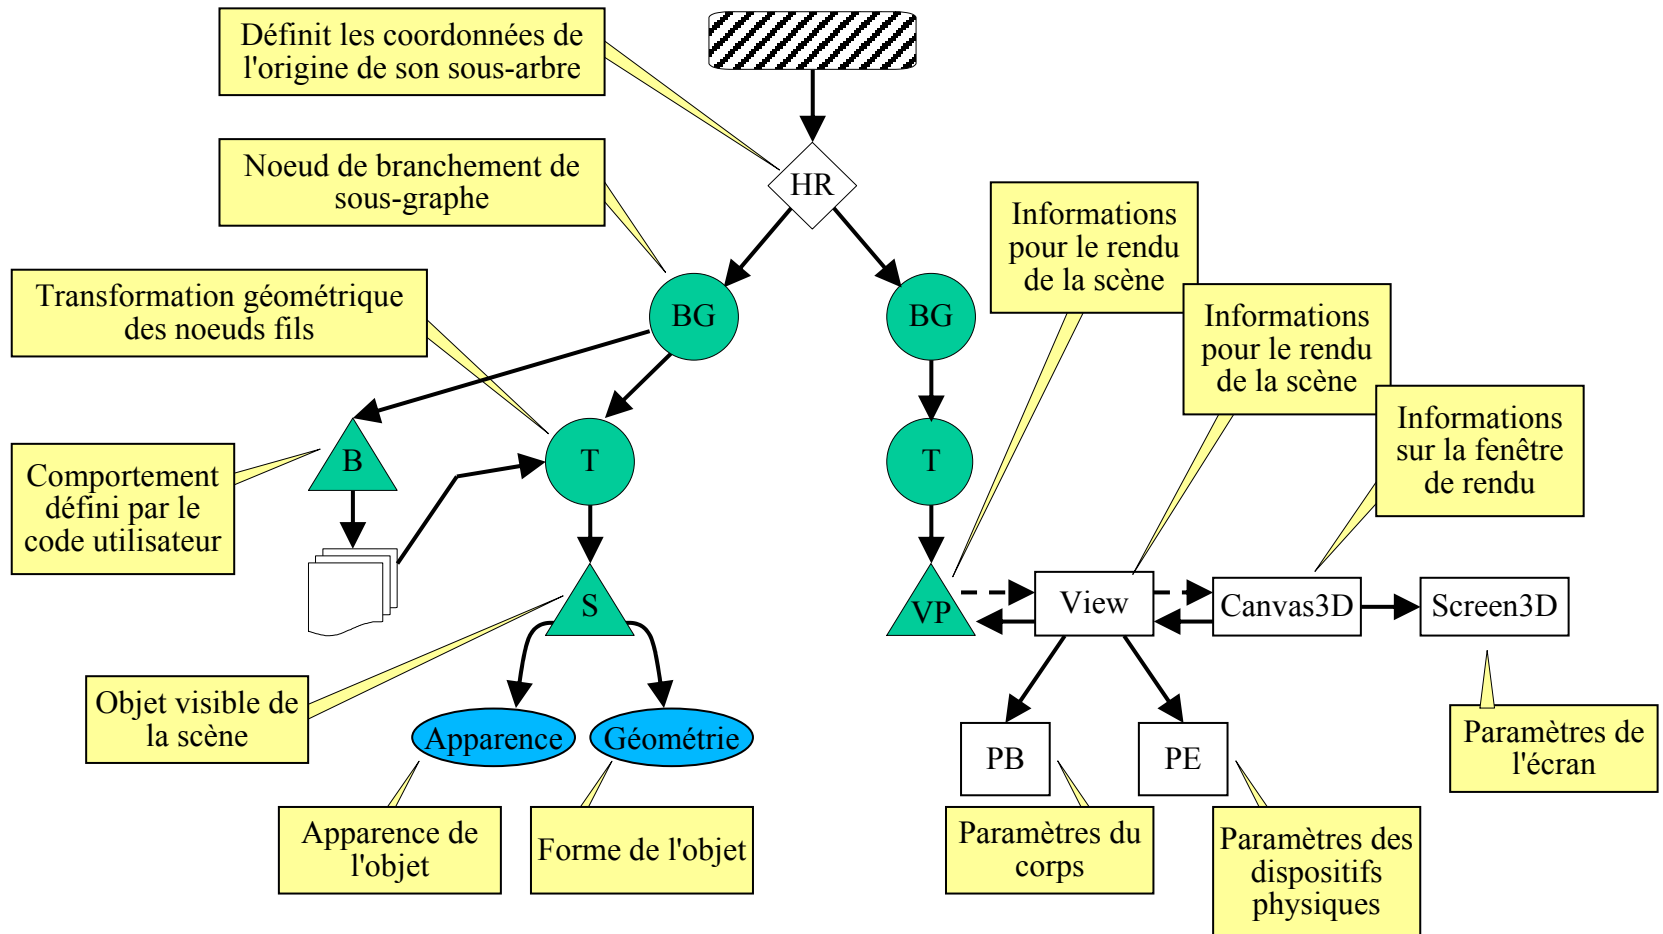 Définit les coordonnées de
l'origine de son sous-arbre
HR
Noeud de branchement de
sous-graphe
Informations
pour le rendu
de la scène
Transformation géométrique
des noeuds fils
BG
BG
Informations
pour le rendu
de la scène
Comportement
défini par le
code utilisateur
B
T
T
Informations
sur la fenêtre
de rendu
S
VP
View
Canvas3D
Screen3D
Objet visible de
la scène
Apparence
Géométrie
PB
PE
Paramètres de
l'écran
Apparence de
l'objet
Forme de l'objet
Paramètres du
corps
Paramètres des
dispositifs
physiques